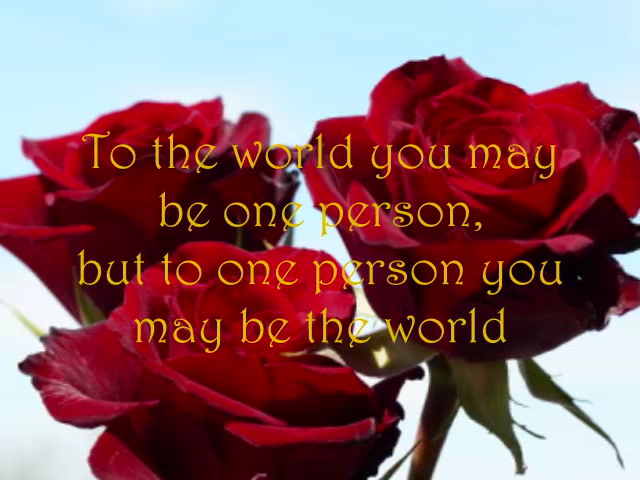 To the world you may
be one person,
but to one person you
may be the world